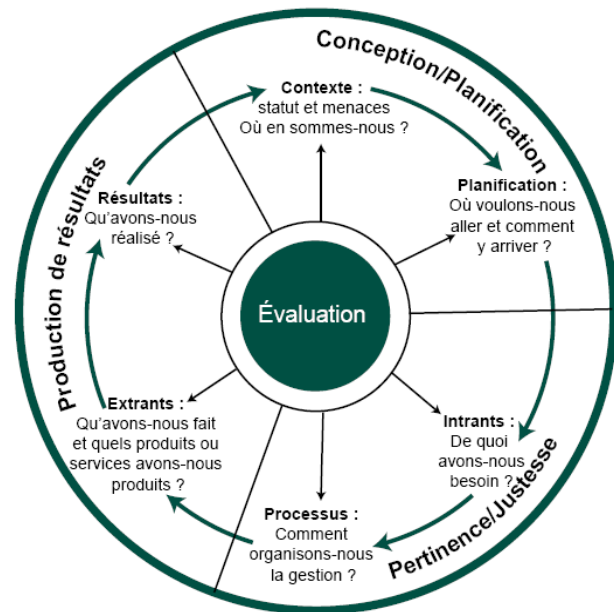 Conception/Planification
Contexte :
statut et menaces
Où en sommes-nous ?
Planification :
Où voulons-nous
aller et comment
y arriver ?
Pertinence/Justesse
Intrants :
De quoi
avons-nous
besoin ?
Processus :
Comment
organisons-nous
la gestion ?
Production de résultats
Extrants :
Qu'avons-nous fait
et quels produits ou
services avons-nous
produits ?
Résultats :
Qu'avons-nous
réalisé ?
Évaluation